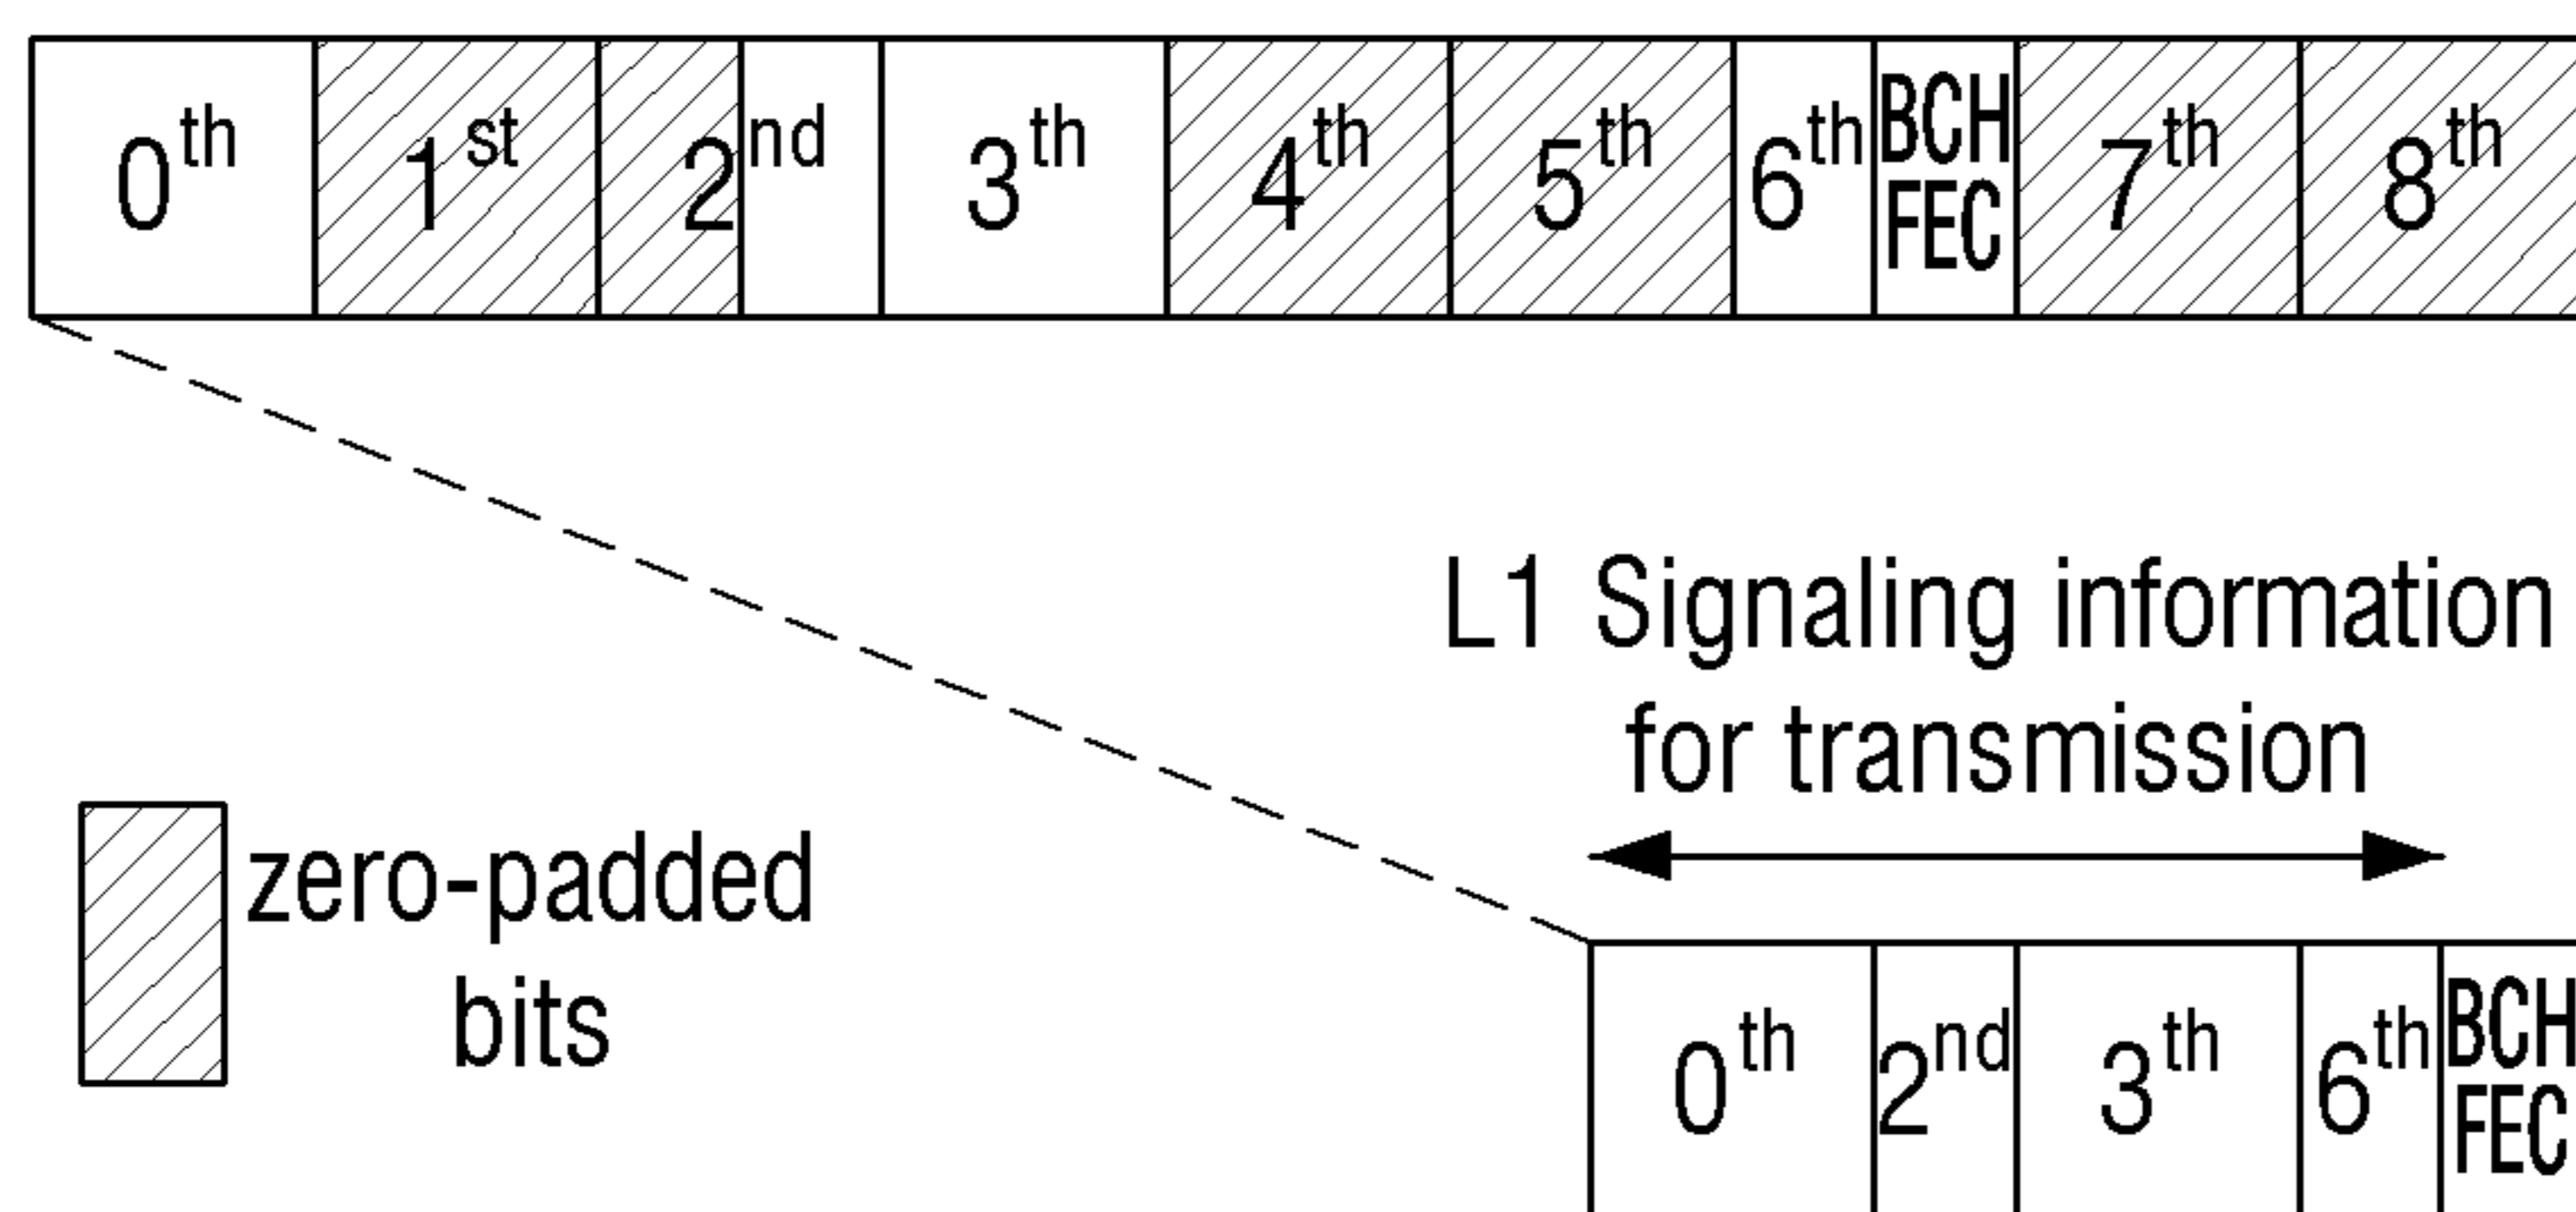 0th 1st 2nd 3th 4th 5th 6th BCH FEC 7th 8th
L1 Signaling information
for transmission
zero-padded
bits
0th 2nd 3th 6th BCH FEC